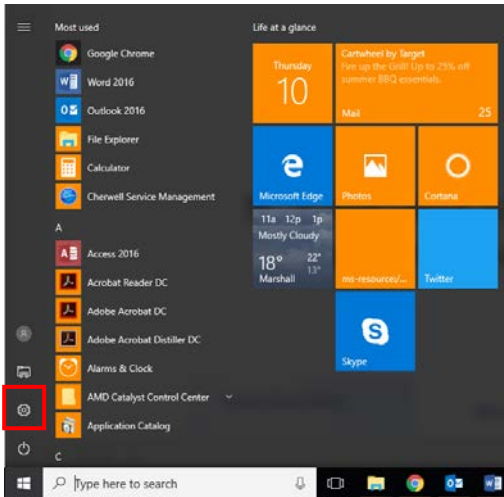 Most used
Google Chrome
Word 2016
Outlook 2016
File Explorer
Calculator
Cherwell Service Management
A
Access 2016
Acrobat Reader DC
Adobe Acrobat DC
Adobe Acrobat Distiller DC
Alarms & Clock
AMD Catalyst Control Center
Application Catalog
C
Life at a glance
Thursday
10
Cartwheel by Target
Fire up the Grill! Up to 25% off
summer BBQ essentials.
Mail
25
Microsoft Edge
Photos
Cortana
11a 12p 1p
Mostly Cloudy
18° 22°
13°
Marshall
ms-resource:/...
Twitter
Skype
Type here to search